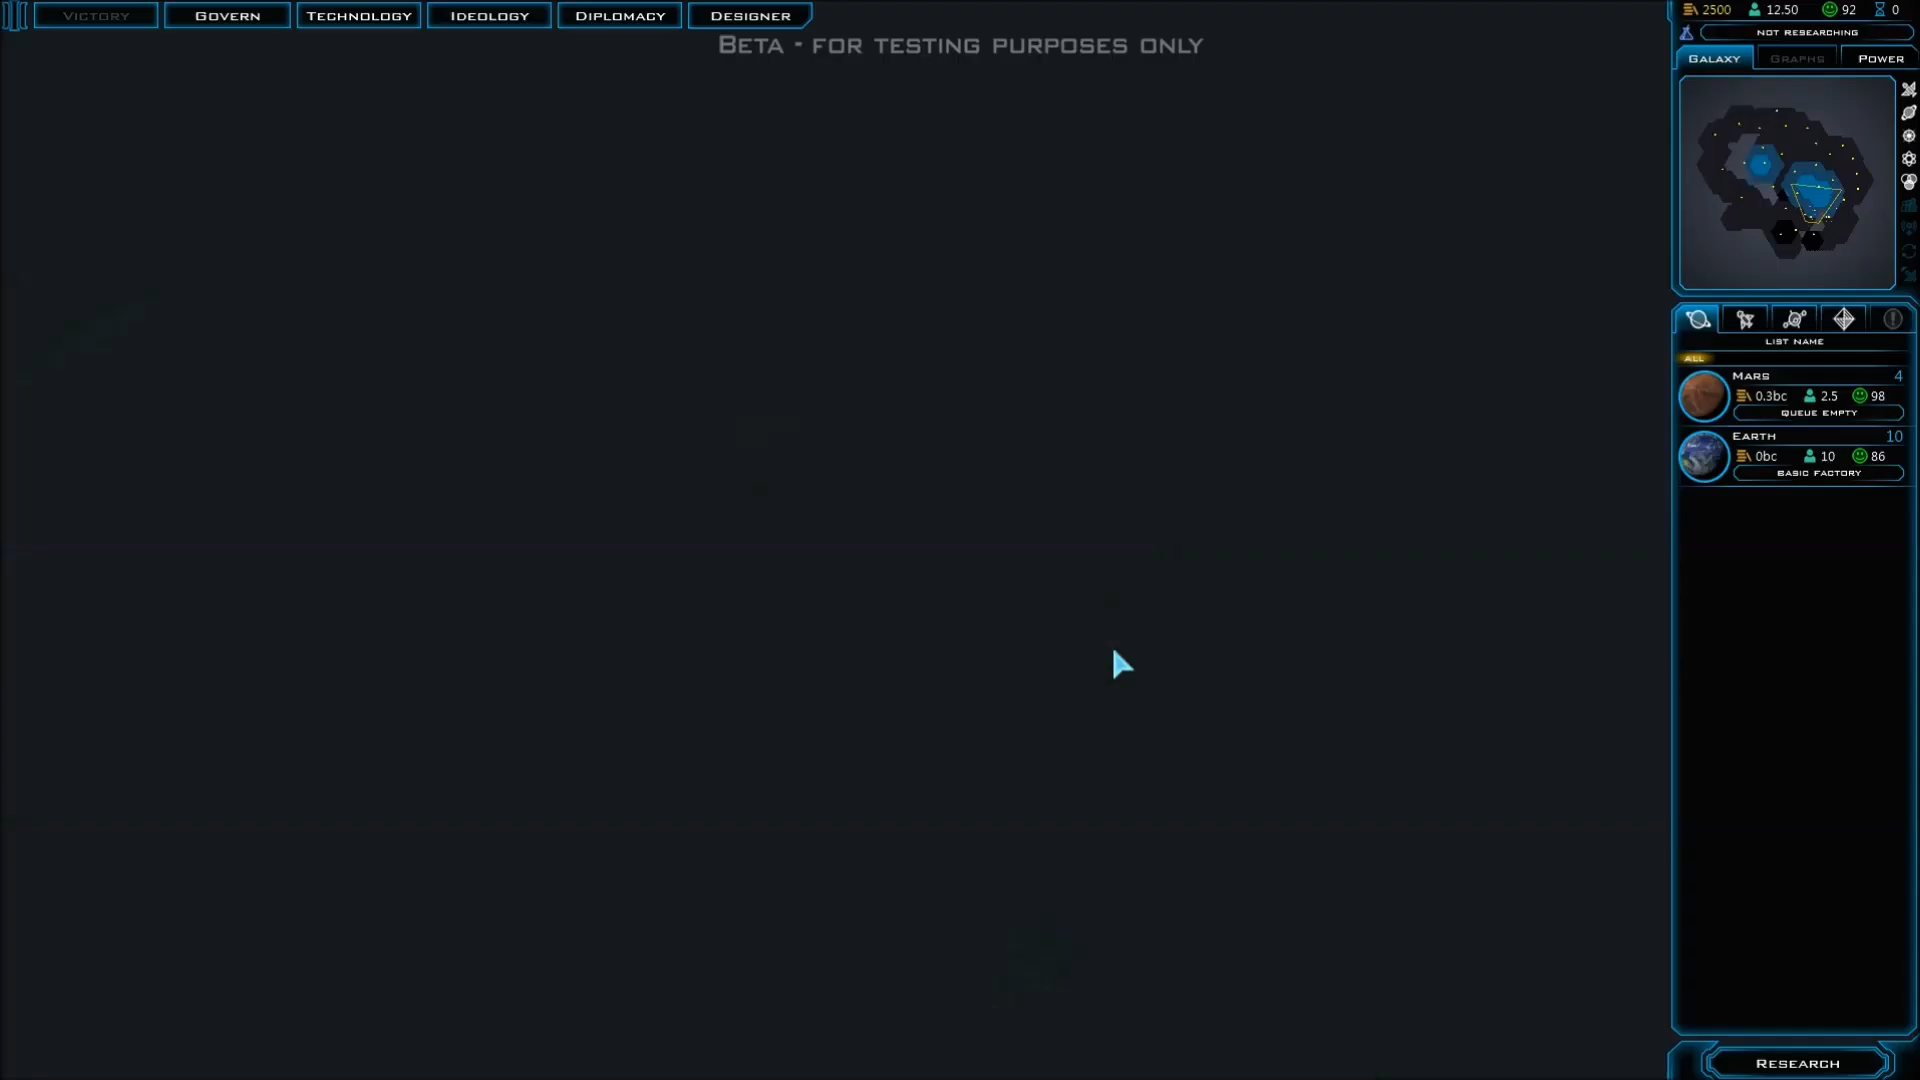 Victory Govern Technology Ideology Diplomacy Designer
Beta - for testing purposes only
2500 12.50 92 0
Not Researching
Galaxy Graphs Power
List Name
All
Mars 4
0.3bc 2.5 98
Queue Empty
Earth 10
0bc 10 86
Basic Factory
Research